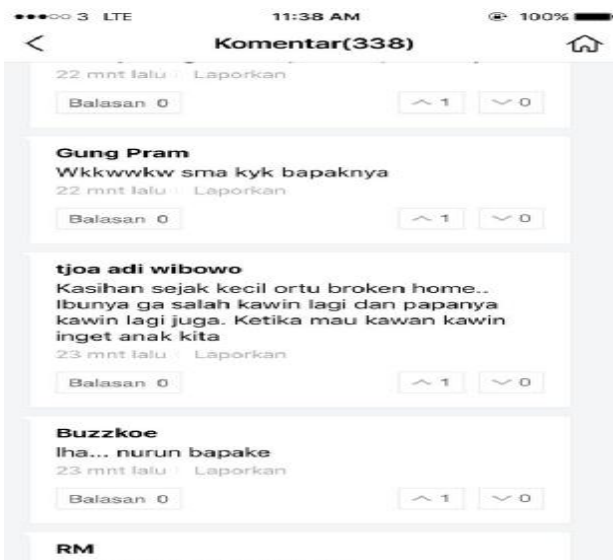 3 LTE 11:38 AM 100%
Komentar(338)
22 mnt lalu Laporkan
Balasan 0 1 0
Gung Pram
Wkkwwkw sma kyk bapaknya
22 mnt lalu Laporkan
Balasan 0 1 0
tjoa adi wibowo
Kasihan sejak kecil ortu broken home..
Ibunya ga salah kawin lagi dan papanya
kawin lagi juga. Ketika mau kawan kawin
inget anak kita
23 mnt lalu Laporkan
Balasan 0 1 0
Buzzkoe
lha... nurun bapake
23 mnt lalu Laporkan
Balasan 0 1 0
RM